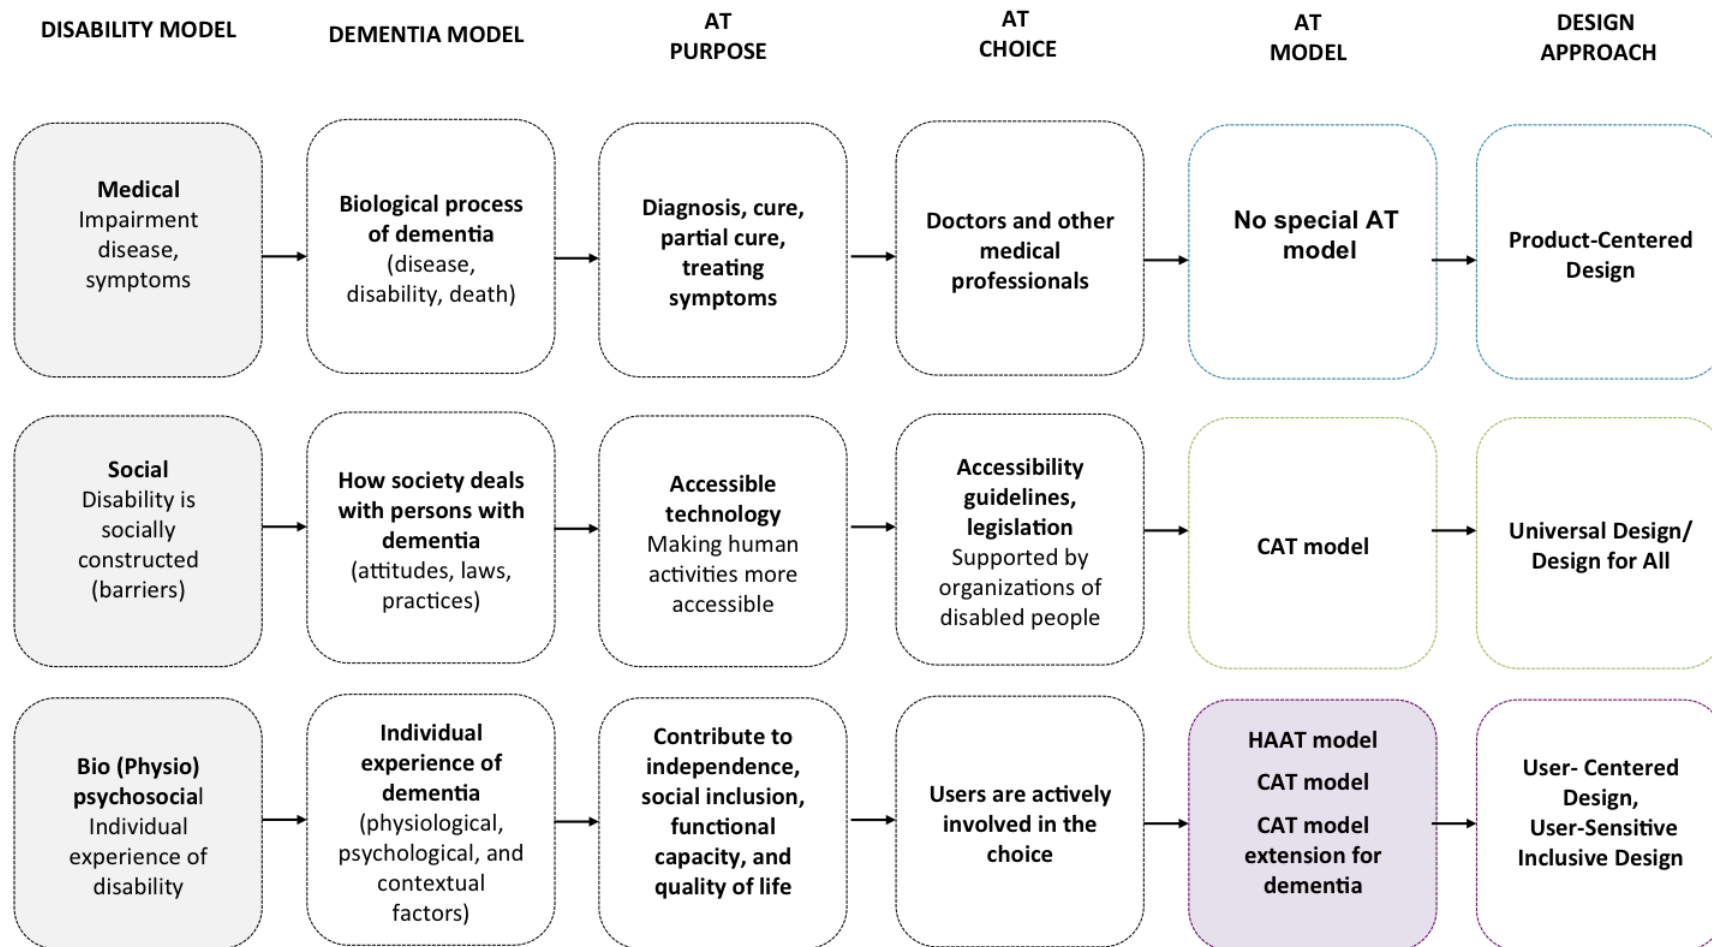 DISABILITY MODEL
DEMENTIA MODEL
AT
PURPOSE
AT
CHOICE
AT
MODEL
DESIGN
APPROACH
Medical
Impairment
disease,
symptoms
Biological process
of dementia
(disease,
disability, death)
Diagnosis, cure,
partial cure,
treating
symptoms
Doctors and other
medical
professionals
No special AT
model
Product-Centered
Design
Social
Disability is
socially
constructed
(barriers)
How society deals
with persons with
dementia
(attitudes, laws,
practices)
Accessible
technology
Making human
activities more
accessible
Accessibility
guidelines,
legislation
Supported by
organizations of
disabled people
CAT model
Universal Design/
Design for All
Bio (Physio)
psychosocial
Individual
experience of
disability
Individual
experience of
dementia
(physiological,
psychological, and
contextual
factors)
Contribute to
independence,
social inclusion,
functional
capacity, and
quality of life
Users are actively
involved in the
choice
HAAT model
CAT model
CAT model
extension for
dementia
User- Centered
Design,
User-Sensitive
Inclusive Design